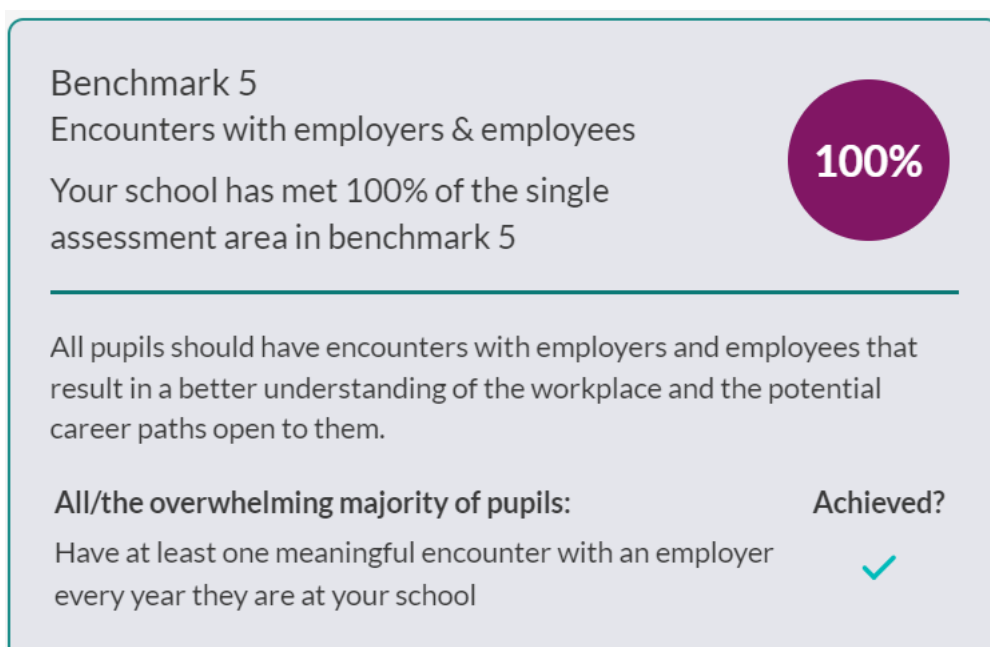 Benchmark 5
Encounters with employers & employees
100%
Your school has met 100% of the single
assessment area in benchmark 5
All pupils should have encounters with employers and employees that
result in a better understanding of the workplace and the potential
career paths open to them.
All/the overwhelming majority of pupils: Achieved?
Have at least one meaningful encounter with an employer
every year they are at your school